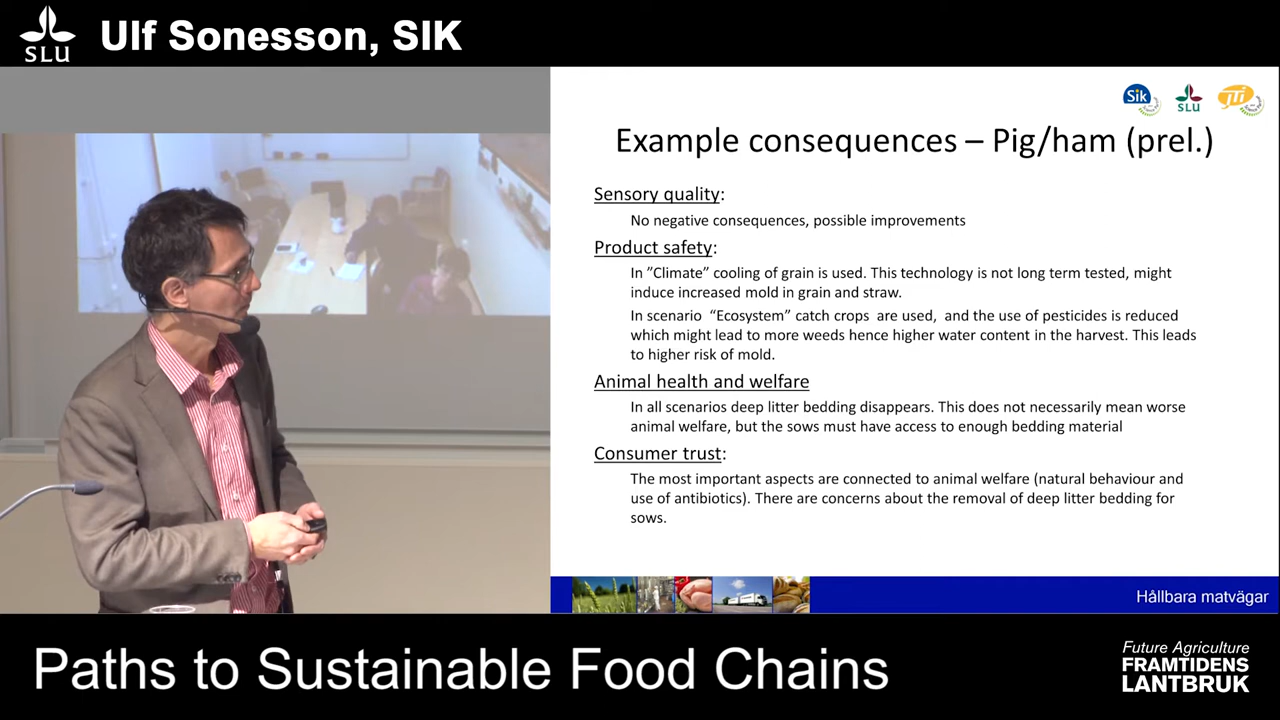 SLU
Ulf Sonesson, SIK
Sik
SLU
JTI
Example consequences – Pig/ham (prel.)
Sensory quality:
No negative consequences, possible improvements
Product safety:
In ”Climate” cooling of grain is used. This technology is not long term tested, might
induce increased mold in grain and straw.
In scenario “Ecosystem” catch crops are used, and the use of pesticides is reduced
which might lead to more weeds hence higher water content in the harvest. This leads
to higher risk of mold.
Animal health and welfare
In all scenarios deep litter bedding disappears. This does not necessarily mean worse
animal welfare, but the sows must have access to enough bedding material
Consumer trust:
The most important aspects are connected to animal welfare (natural behaviour and
use of antibiotics). There are concerns about the removal of deep litter bedding for
sows.
Hållbara matvägar
Paths to Sustainable Food Chains
Future Agriculture
FRAMTIDENS
LANTBRUK